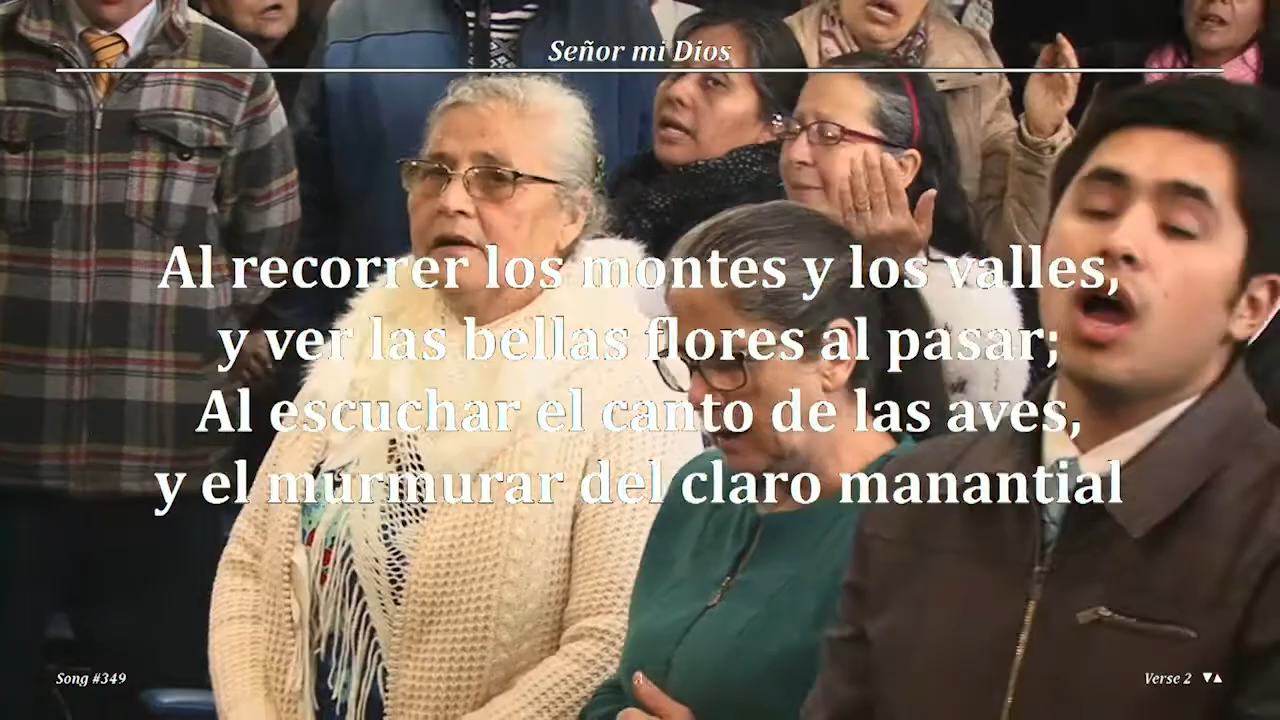 Señor mi Dios
Al recorrer los montes y los valles,
y ver las bellas flores al pasar;
Al escuchar el canto de las aves,
y el murmurar del claro manantial
Song #349
Verse 2 ▼▲